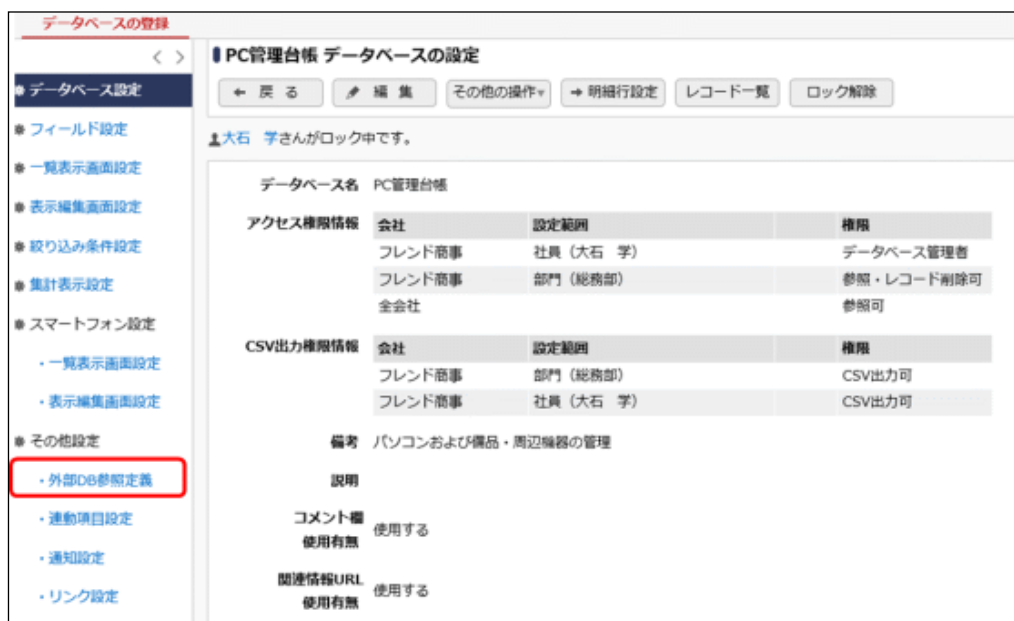 データベースの登録
< >
データベース設定
フィールド設定
一覧表示画面設定
表示編集画面設定
絞り込み条件設定
集計表示設定
スマートフォン設定
・一覧表示画面設定
・表示編集画面設定
その他設定
・外部DB参照定義
・連動項目設定
・通知設定
・リンク設定
PC管理台帳 データベースの設定
← 戻 る 編 集 その他の操作▼ → 明細行設定 レコード一覧 ロック解除
大石 学さんがロック中です。
データベース名 PC管理台帳
アクセス権限情報 会社 設定範囲 権限
フレンド商事 社員（大石 学） データベース管理者
フレンド商事 部門（総務部） 参照・レコード削除可
全会社 参照可
CSV出力権限情報 会社 設定範囲 権限
フレンド商事 部門（総務部） CSV出力可
フレンド商事 社員（大石 学） CSV出力可
備考 パソコンおよび備品・周辺機器の管理
説明
コメント欄
使用有無 使用する
関連情報URL
使用有無 使用する